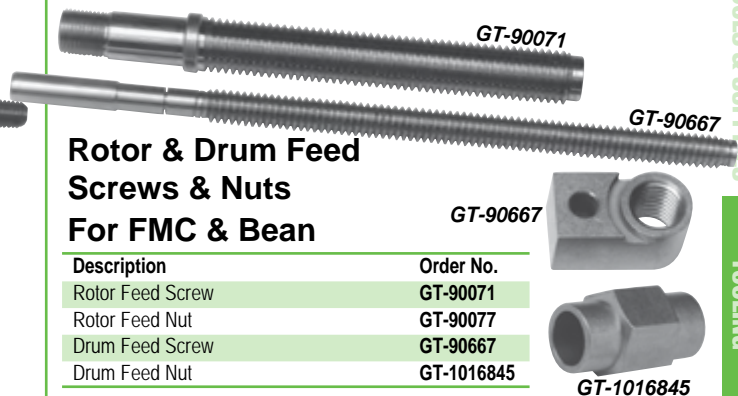 GT-90071
GT-90667
Rotor & Drum Feed
Screws & Nuts
For FMC & Bean
GT-90667
Description Order No.
Rotor Feed Screw GT-90071
Rotor Feed Nut GT-90077
Drum Feed Screw GT-90667
Drum Feed Nut GT-1016845
GT-1016845
TOOLING